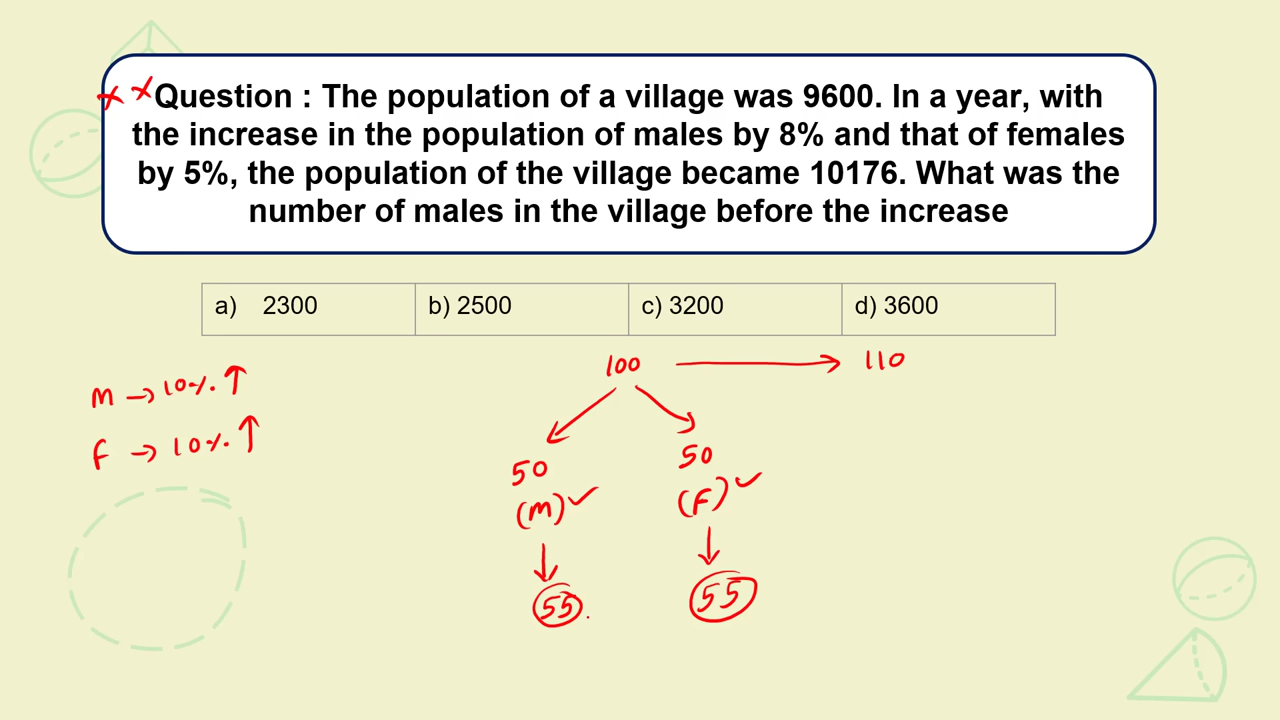 x x Question : The population of a village was 9600. In a year, with
the increase in the population of males by 8% and that of females
by 5%, the population of the village became 10176. What was the
number of males in the village before the increase
a) 2300 b) 2500 c) 3200 d) 3600
100 → 110
M → 10% ↑
F → 10% ↑
50 50
(M) ✓ (F) ✓
↓ ↓
55 55